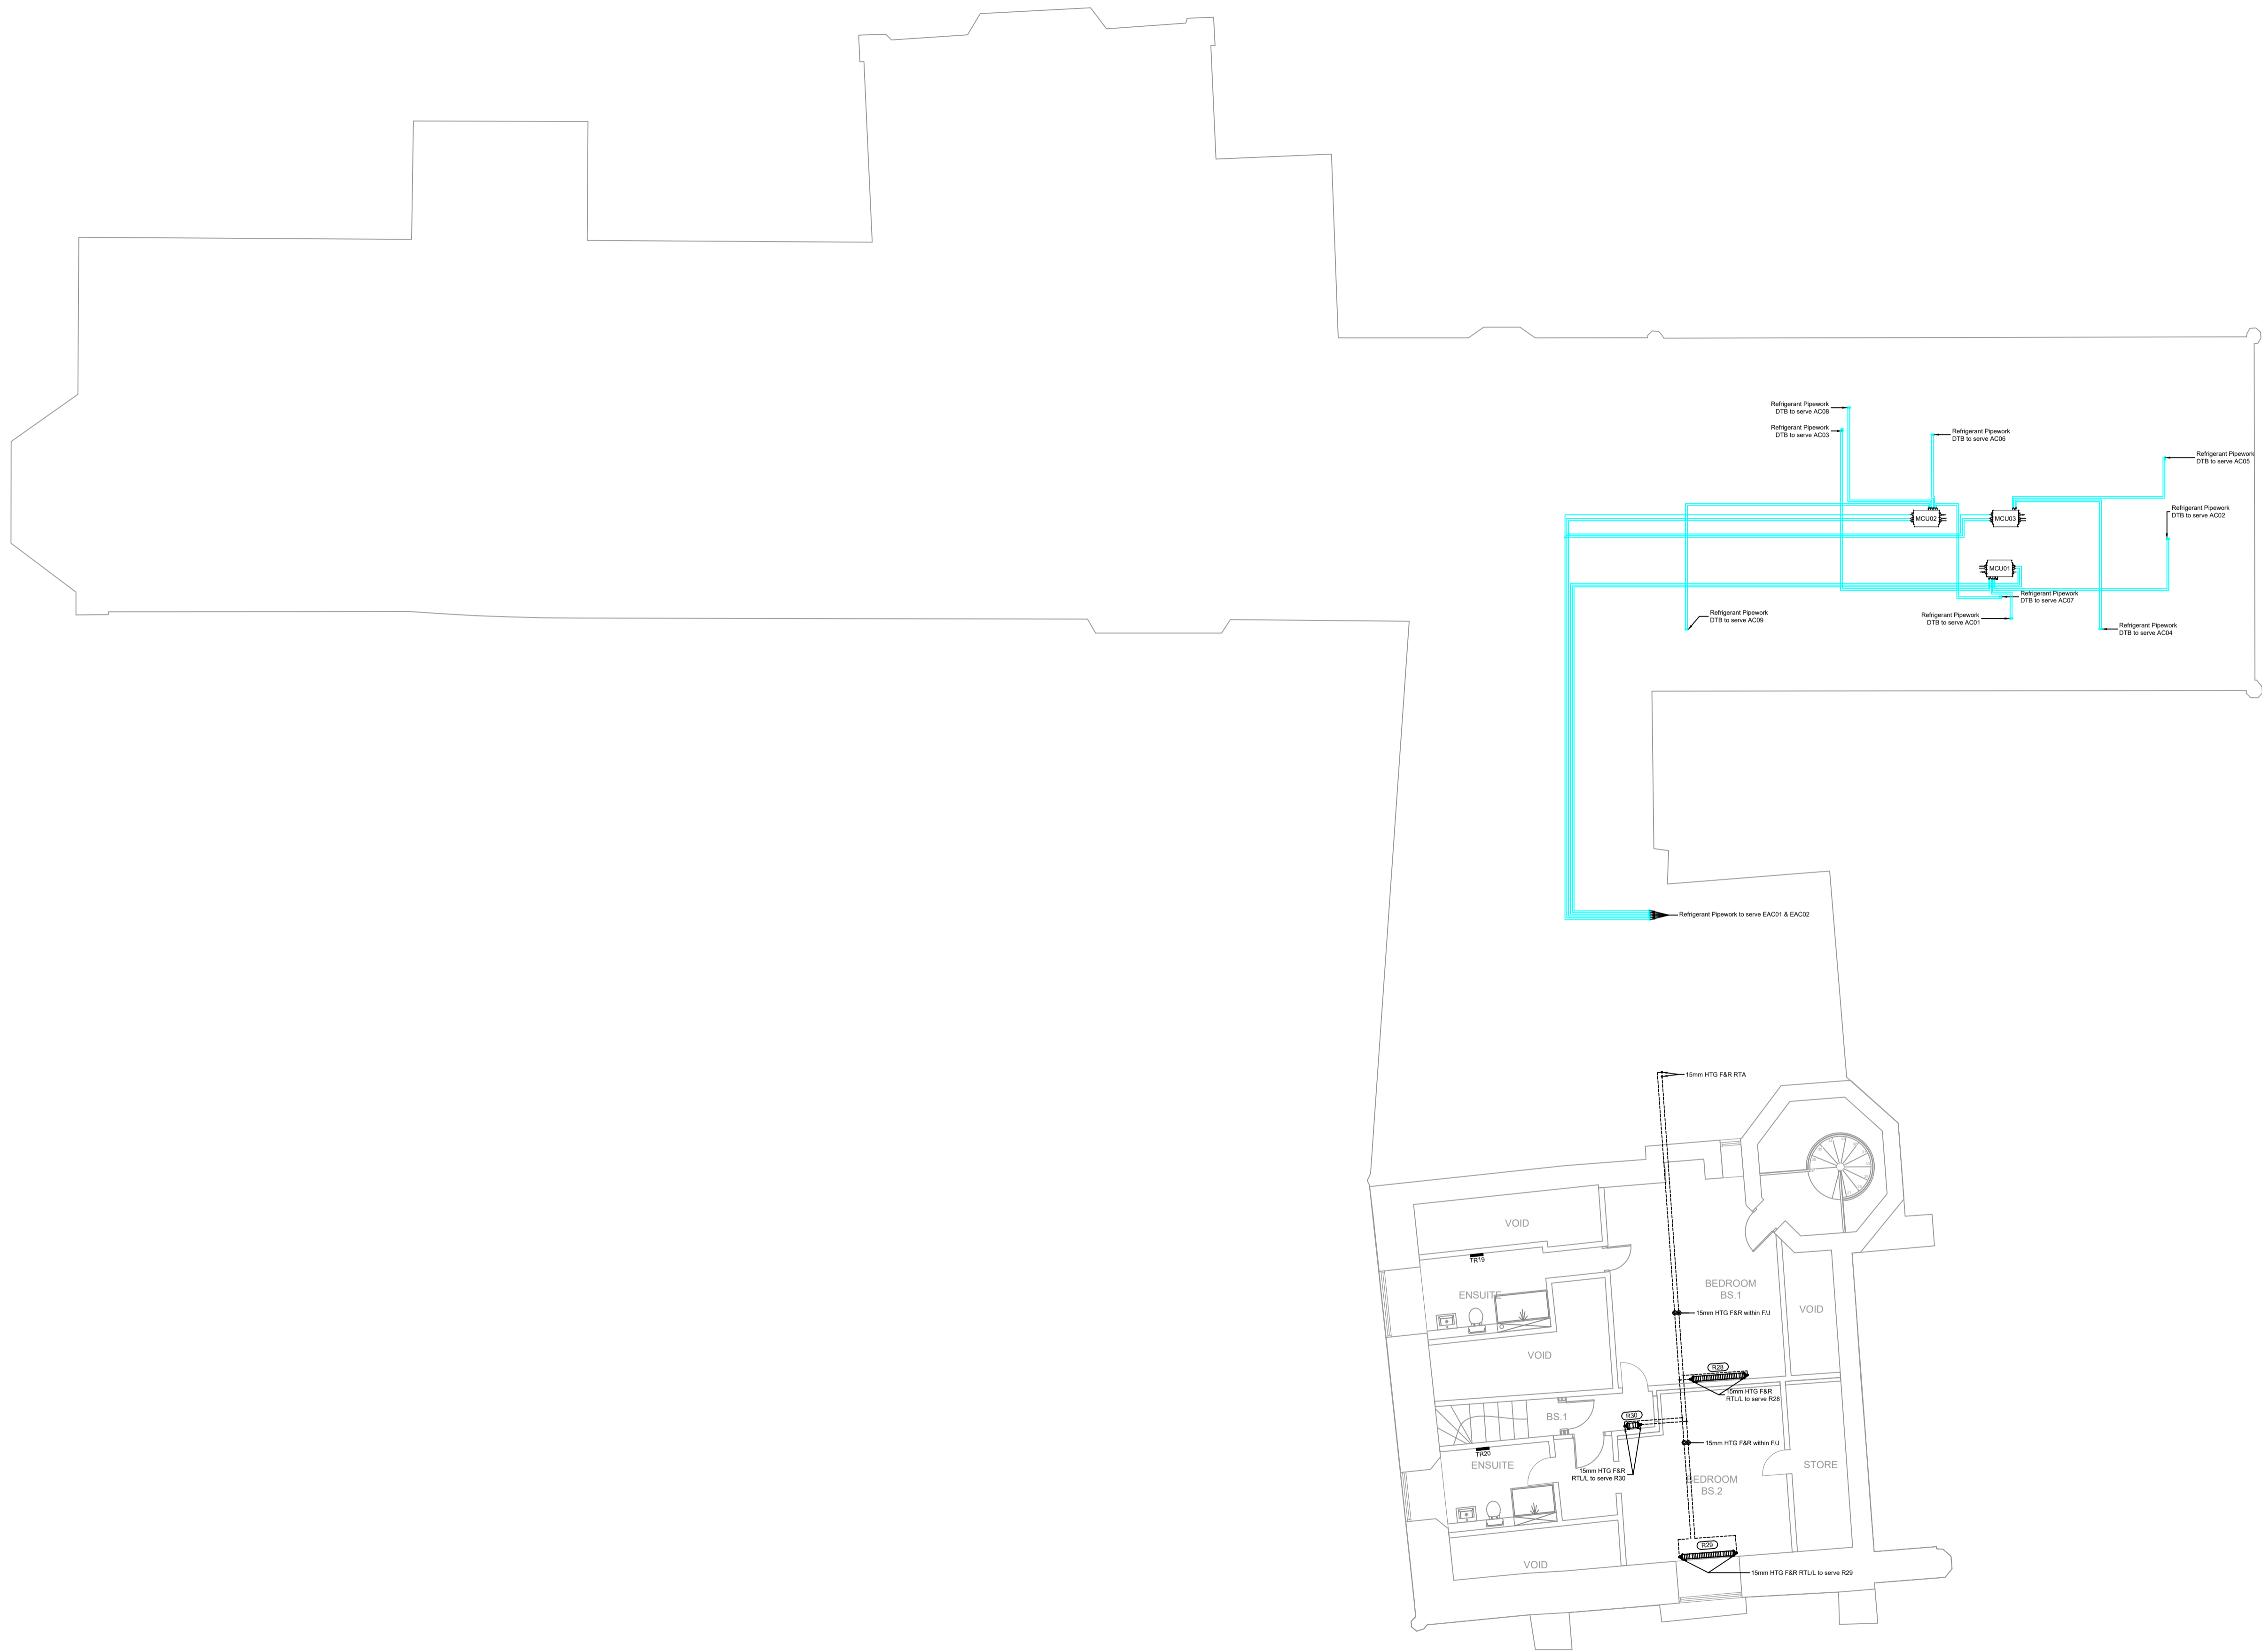 Refrigerant Pipework
DTB to serve AC08
Refrigerant Pipework
DTB to serve AC03
Refrigerant Pipework
DTB to serve AC06
Refrigerant Pipework
DTB to serve AC05
Refrigerant Pipework
DTB to serve AC02
MCU02
MCU03
MCU01
Refrigerant Pipework
DTB to serve AC07
Refrigerant Pipework
DTB to serve AC09
Refrigerant Pipework
DTB to serve AC01
Refrigerant Pipework
DTB to serve AC04
Refrigerant Pipework to serve EAC01 & EAC02
15mm HTG F&R RTA
VOID
TR19
ENSUITE
BEDROOM
BS.1
VOID
15mm HTG F&R within F/J
VOID
R28
15mm HTG F&R
RTL/L to serve R28
BS.1
R30
15mm HTG F&R within F/J
TR20
ENSUITE
15mm HTG F&R
RTL/L to serve R30
BEDROOM
BS.2
STORE
R29
VOID
15mm HTG F&R RTL/L to serve R29